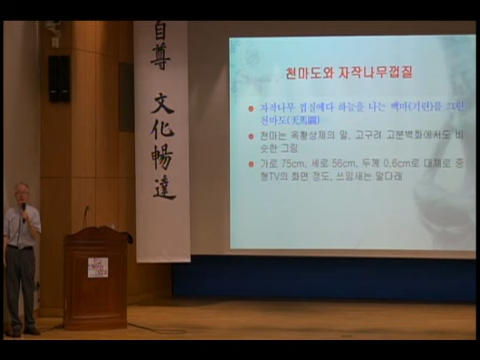 自尊 文化暢達
천마도와 자작나무껍질
자작나무 껍질에다 하늘을 나는 백마(기린)를 그린
천마도(天馬圖)
천마는 옥황상제의 말, 고구려 고분벽화에서도 비
슷한 그림
가로 75cm, 세로 56cm, 두께 0.6cm로 대체로 중
형TV의 화면 정도, 쓰임새는 말다래